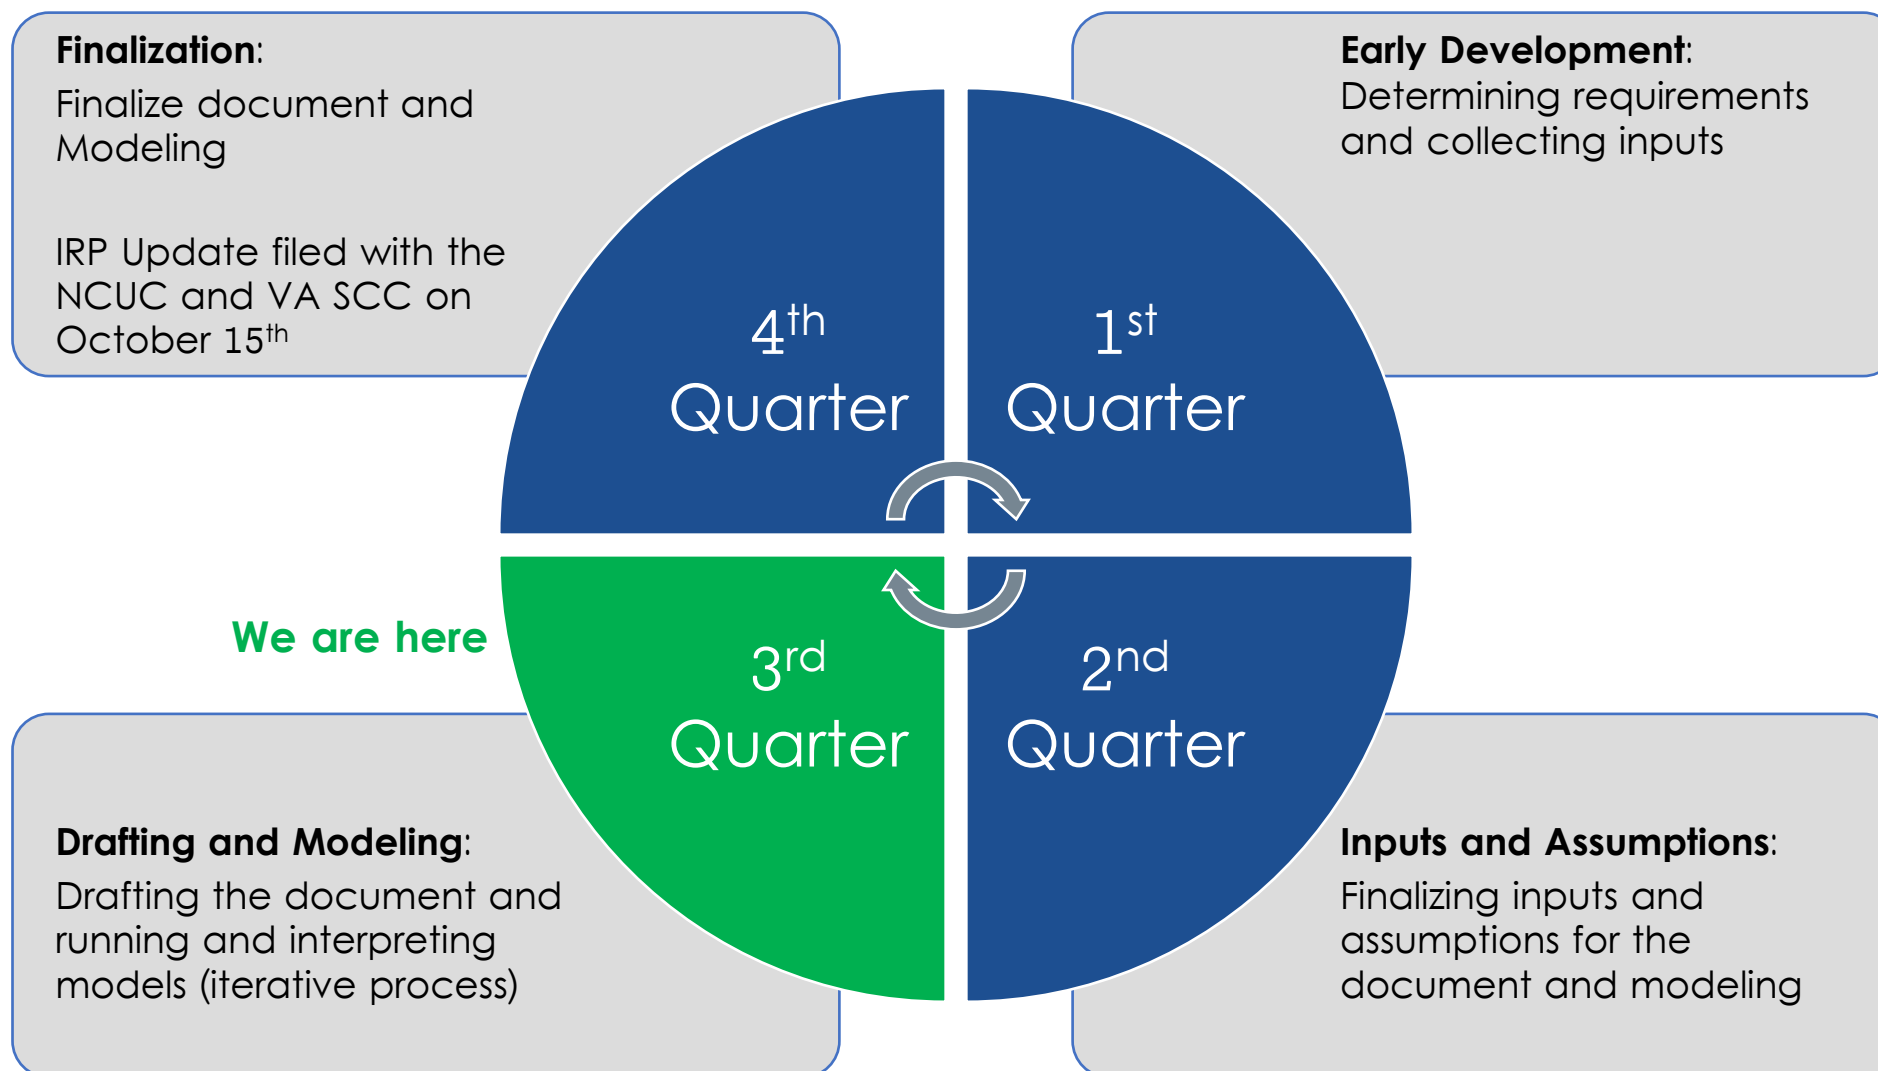 Finalization:
Finalize document and
Modeling
IRP Update filed with the
NCUC and VA SCC on
October 15th
Early Development:
Determining requirements
and collecting inputs
4th
Quarter
1st
Quarter
We are here
3rd
Quarter
2nd
Quarter
Drafting and Modeling:
Drafting the document and
running and interpreting
models (iterative process)
Inputs and Assumptions:
Finalizing inputs and
assumptions for the
document and modeling